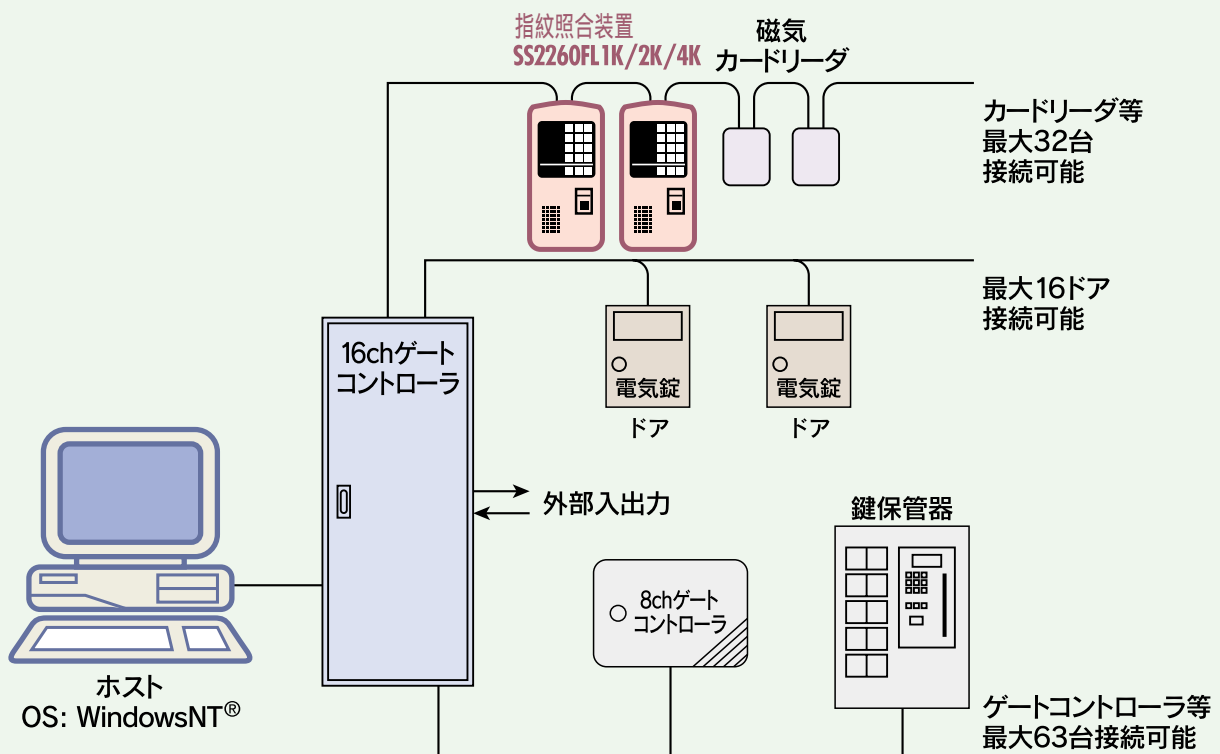 指紋照合装置
SS2260FL1K/2K/4K
磁気
カードリーダ
カードリーダ等
最大32台
接続可能
最大16ドア
接続可能
16chゲート
コントローラ
電気錠
電気錠
ドア
ドア
外部入出力
鍵保管器
8chゲート
コントローラ
ホスト
OS: WindowsNT®
ゲートコントローラ等
最大63台接続可能